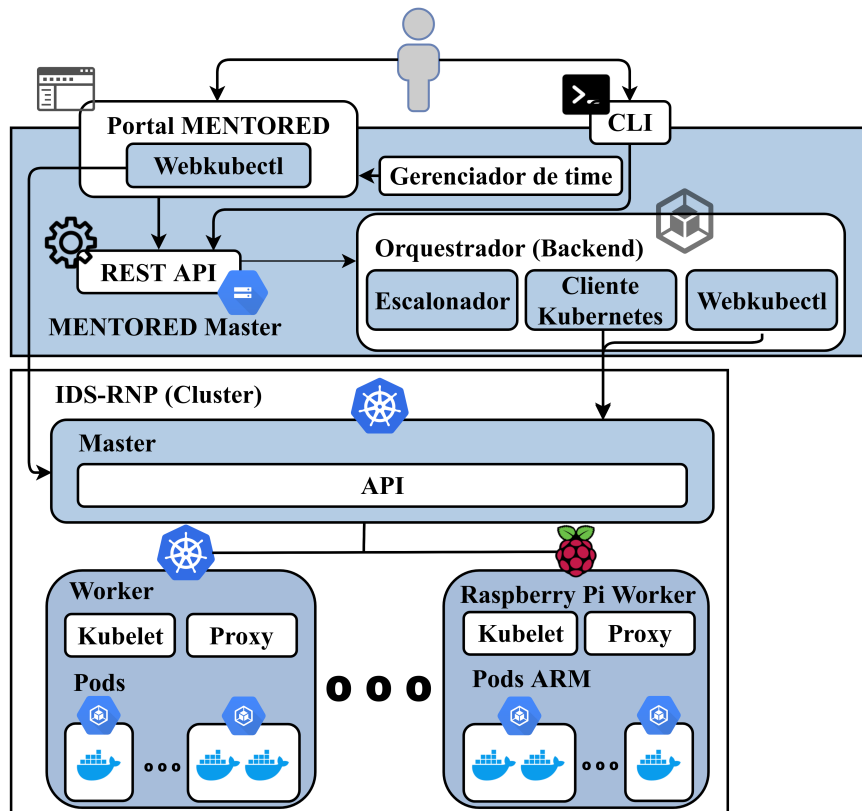 Portal MENTORED
CLI
Webkubectl
Gerenciador de time
REST API
Orquestrador (Backend)
Escalonador
Cliente
Kubernetes
Webkubectl
MENTORED Master
IDS-RNP (Cluster)
Master
API
Worker
Kubelet
Proxy
Pods
Raspberry Pi Worker
Kubelet
Proxy
Pods ARM